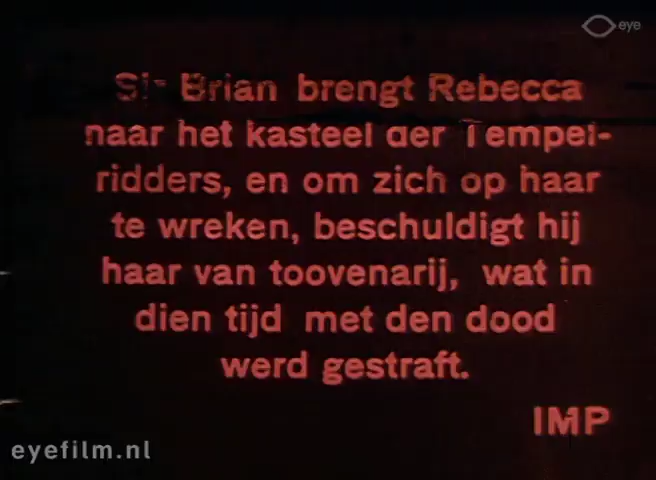 eye
Sir Brian brengt Rebecca
naar het kasteel der Tempel-
ridders, en om zich op haar
te wreken, beschuldigt hij
haar van toovenarij, wat in
dien tijd met den dood
werd gestraft.
IMP
eyefilm.nl